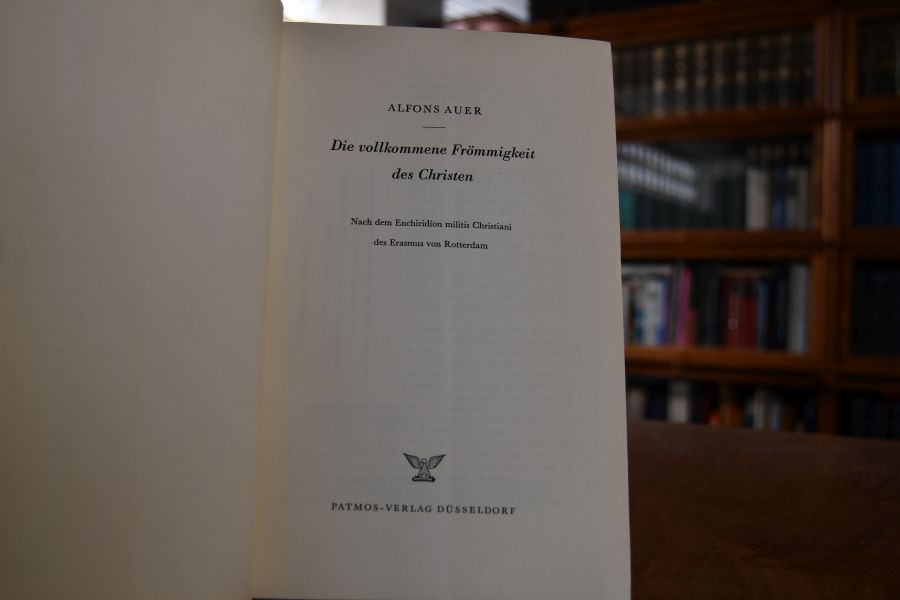 ALFONS AUER
Die vollkommene Frömmigkeit
des Christen
Nach dem Enchiridion militis Christiani
des Erasmus von Rotterdam
PATMOS-VERLAG DÜSSELDORF